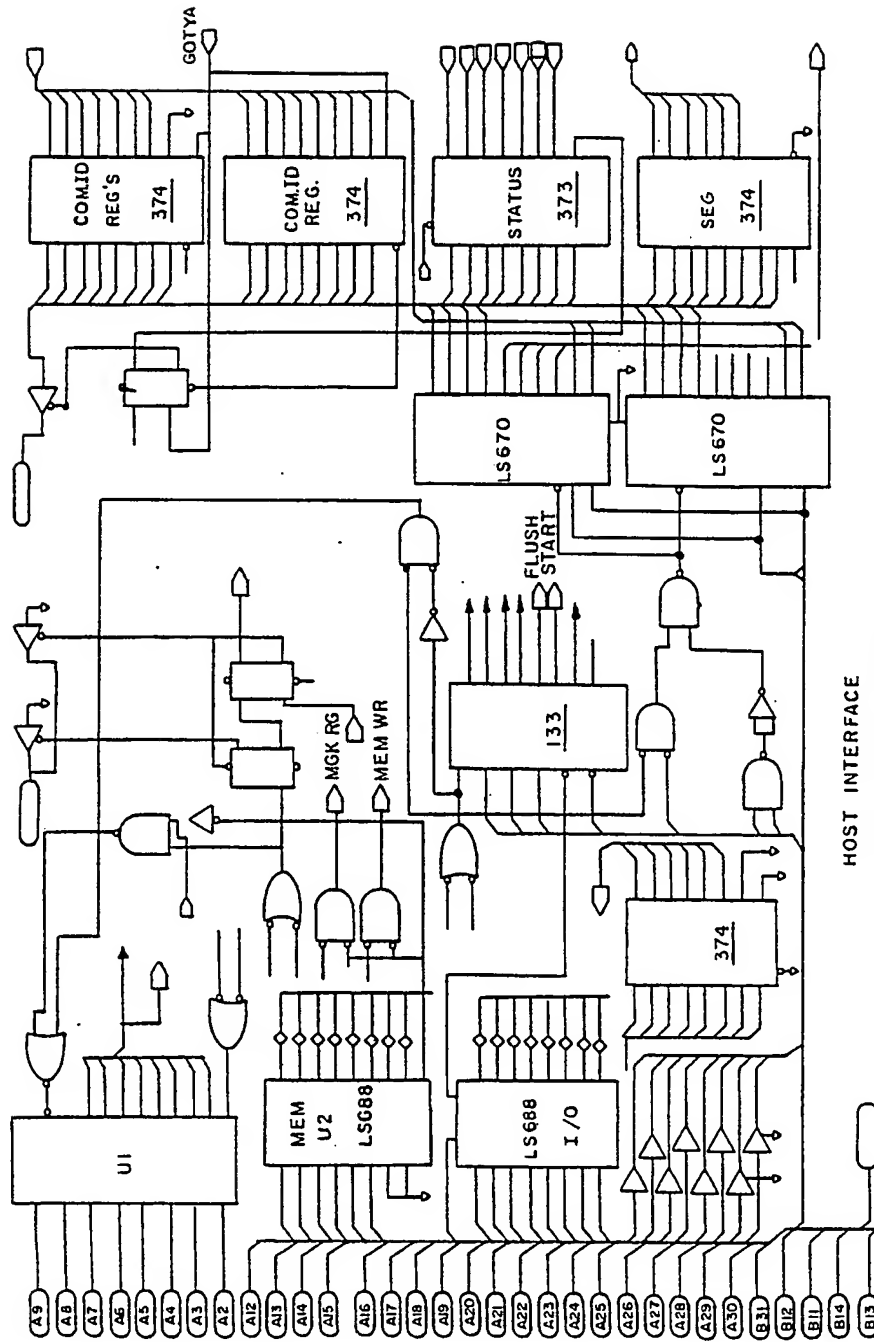 A9
A8
A7
A6
A5
A4
A3
A2
A12
A13
A14
A15
A16
A17
A18
A19
A20
A21
A22
A23
A24
A25
A26
A27
A28
A29
A30
B31
B12
B11
B14
B13
U1
MEM
U2
LS688
LS688
I/O
374
MGK RG
MEM WR
133
FLUSH
START
LS670
LS670
COM.ID
REG'S
374
GOTYA
COM.ID
REG.
374
STATUS
373
SEG
374
HOST INTERFACE